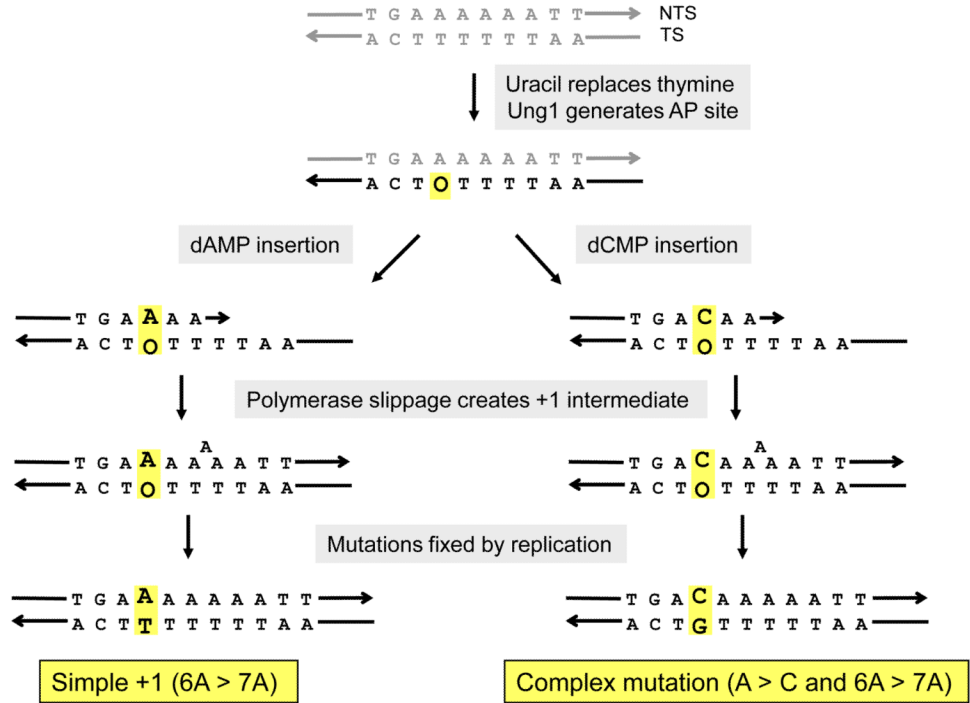 T G A A A A A A T T NTS
A C T T T T T T A A TS
Uracil replaces thymine
Ung1 generates AP site
T G A A A A A A T T
A C T O T T T T A A
dAMP insertion
dCMP insertion
T G A A A A
A C T O T T T T A A
T G A C A A
A C T O T T T T A A
Polymerase slippage creates +1 intermediate
A
T G A A A A A A T T
A C T O T T T T A A
A
T G A C A A A A T T
A C T O T T T T A A
Mutations fixed by replication
T G A A A A A A A T T
A C T T T T T T T A A
T G A C A A A A A T T
A C T G T T T T T A A
Simple +1 (6A > 7A)
Complex mutation (A > C and 6A > 7A)